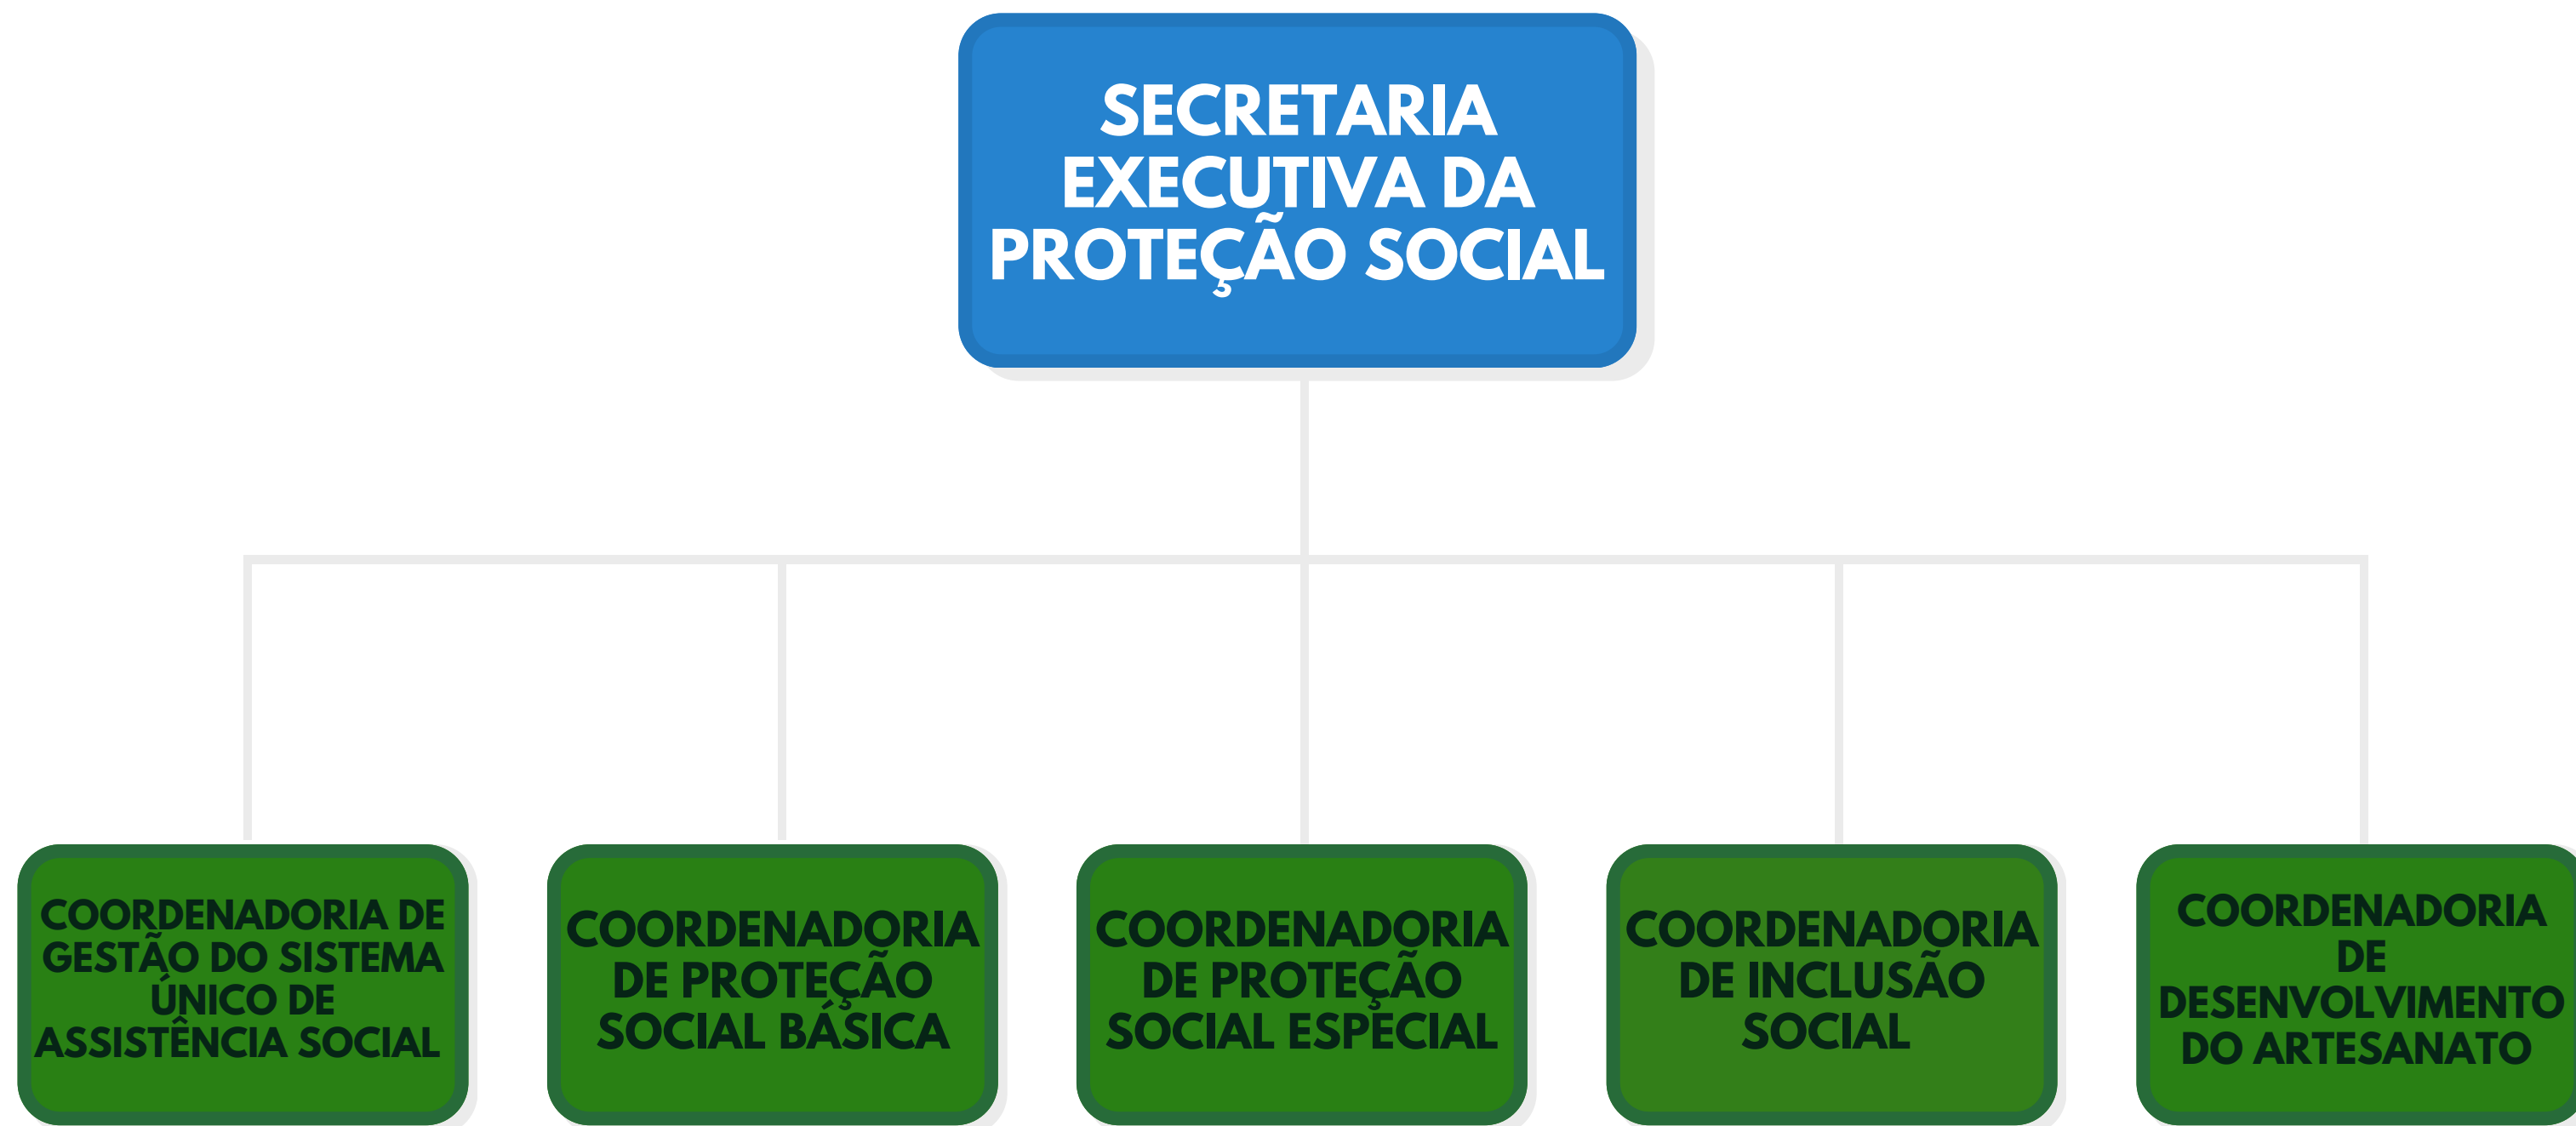 SECRETARIA
EXECUTIVA DA
PROTEÇÃO SOCIAL
COORDENADORIA DE
GESTÃO DO SISTEMA
ÚNICO DE
ASSISTÊNCIA SOCIAL
COORDENADORIA
DE PROTEÇÃO
SOCIAL BÁSICA
COORDENADORIA
DE PROTEÇÃO
SOCIAL ESPECIAL
COORDENADORIA
DE INCLUSÃO
SOCIAL
COORDENADORIA
DE
DESENVOLVIMENTO
DO ARTESANATO